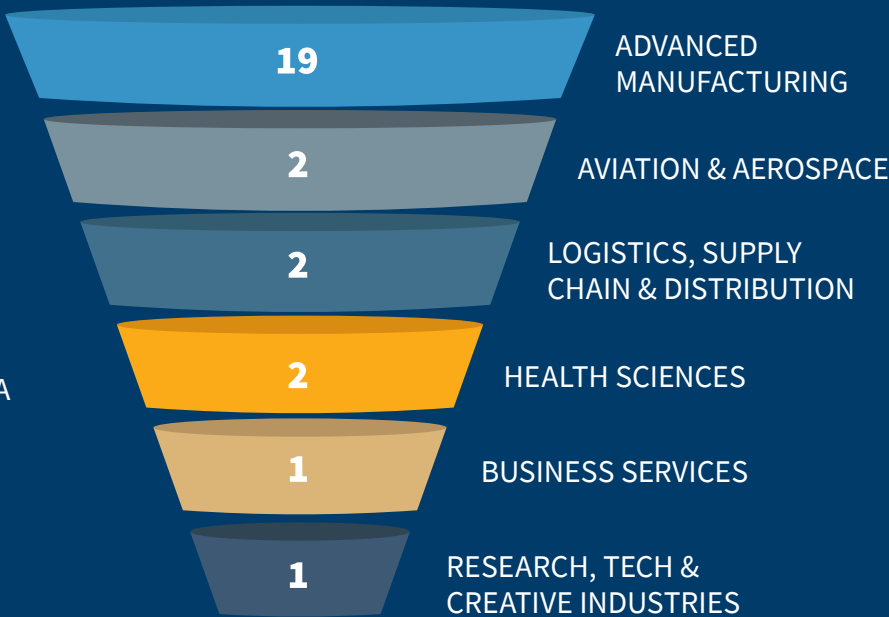 19
ADVANCED
MANUFACTURING
2
AVIATION & AEROSPACE
2
LOGISTICS, SUPPLY
CHAIN & DISTRIBUTION
2
HEALTH SCIENCES
A
1
BUSINESS SERVICES
1
RESEARCH, TECH &
CREATIVE INDUSTRIES